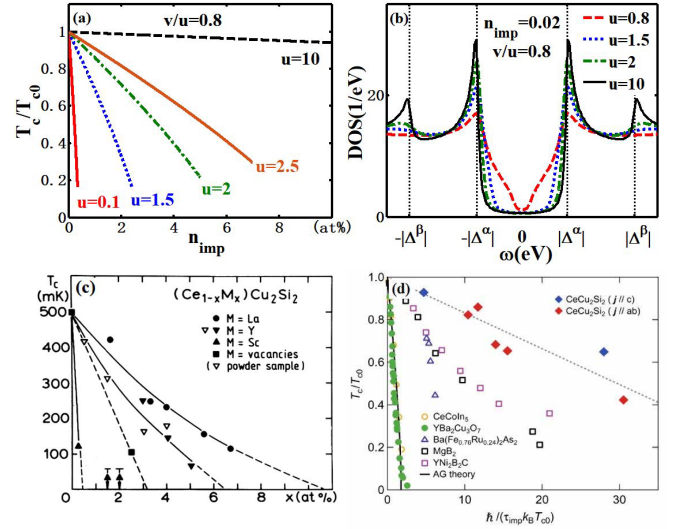 (a)
v/u=0.8
u=10
u=2.5
u=2
u=1.5
u=0.1
T_c/T_c0
1
0.8
0.6
0.4
0.2
0
0 2 4 6 8 (at%)
n_imp
(b)
n_imp=0.02
v/u=0.8
u=0.8
u=1.5
u=2
u=10
DOS(1/eV)
20
0
-|Δ^β| -|Δ^α| 0 |Δ^α| |Δ^β|
ω(eV)
(c)
T_c
(mK)
(Ce_1-xM_x)Cu_2Si_2
M = La
M = Y
M = Sc
M = vacancies
(▽ powder sample)
500
400
300
200
100
0
0 2 4 6 8 10
x (at %)
(d)
CeCu_2Si_2 (j // c)
CeCu_2Si_2 (j // ab)
CeCoIn_5
YBa_2Cu_3O_7
Ba(Fe_0.76Ru_0.24)_2As_2
MgB_2
YNi_2B_2C
AG theory
T_c/T_c0
1.0
0.8
0.6
0.4
0.2
0
0 10 20 30
ħ/(τ_imp k_B T_c0)